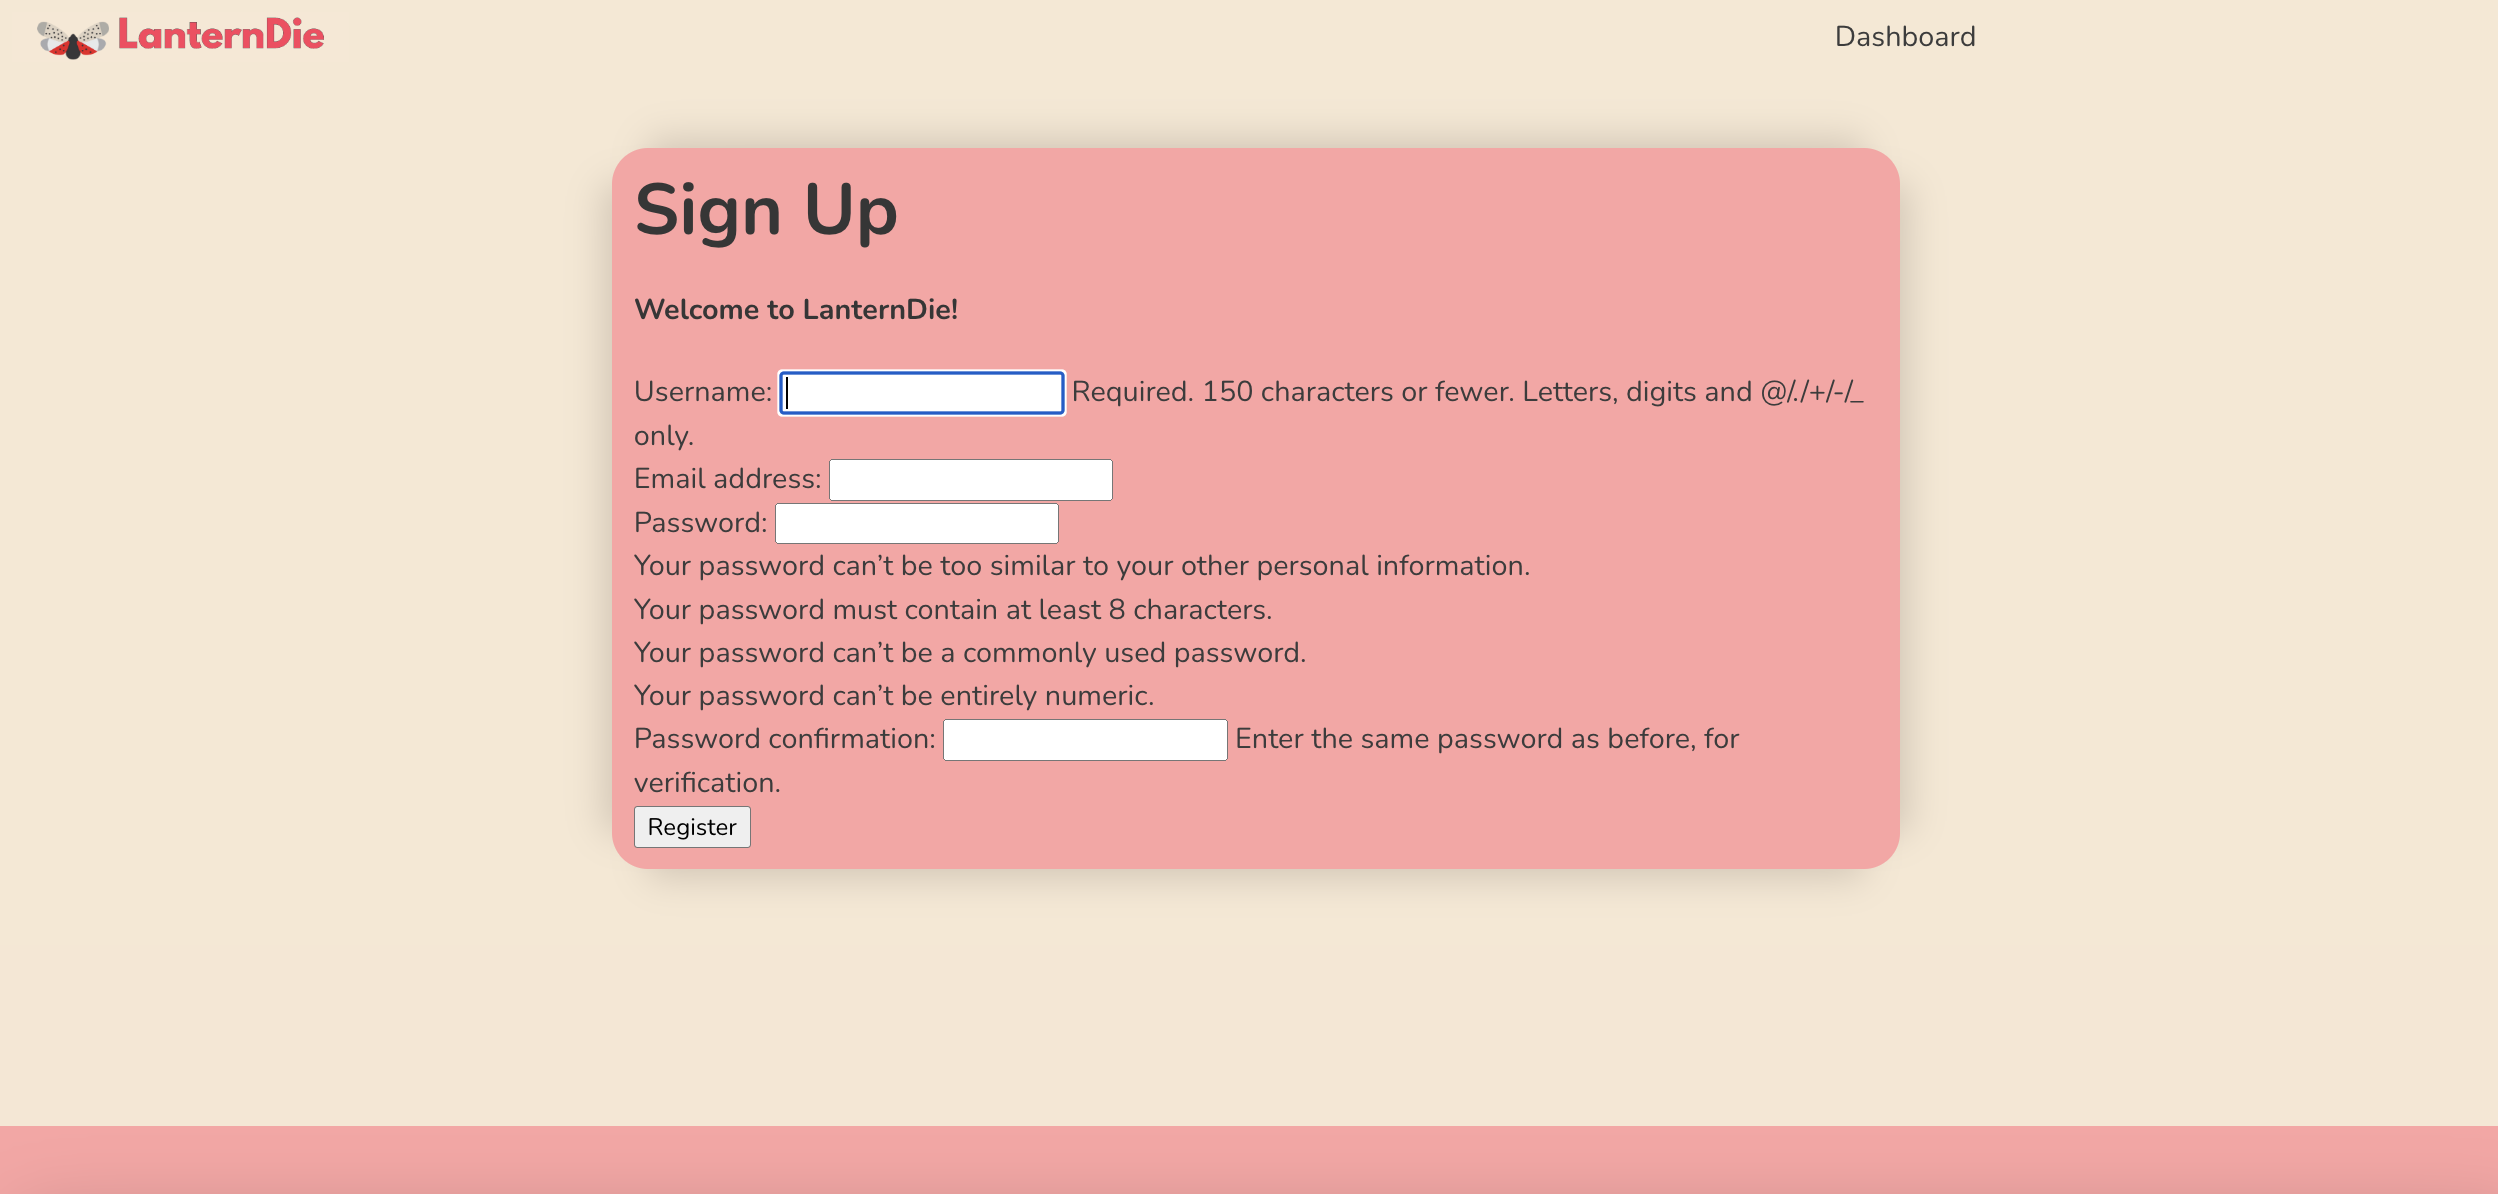 LanternDie
Dashboard
Sign Up
Welcome to LanternDie!
Username: Required. 150 characters or fewer. Letters, digits and @/./+/-/_
only.
Email address:
Password:
Your password can’t be too similar to your other personal information.
Your password must contain at least 8 characters.
Your password can’t be a commonly used password.
Your password can’t be entirely numeric.
Password confirmation: Enter the same password as before, for
verification.
Register